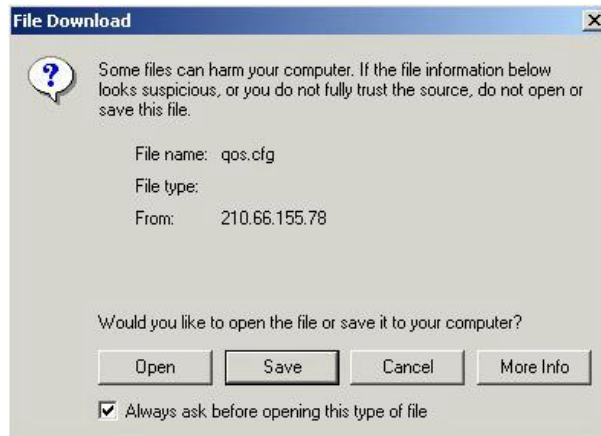 File Download
Some files can harm your computer. If the file information below
looks suspicious, or you do not fully trust the source, do not open or
save this file.
File name: qos.cfg
File type:
From: 210.66.155.78
Would you like to open the file or save it to your computer?
Open Save Cancel More Info
Always ask before opening this type of file